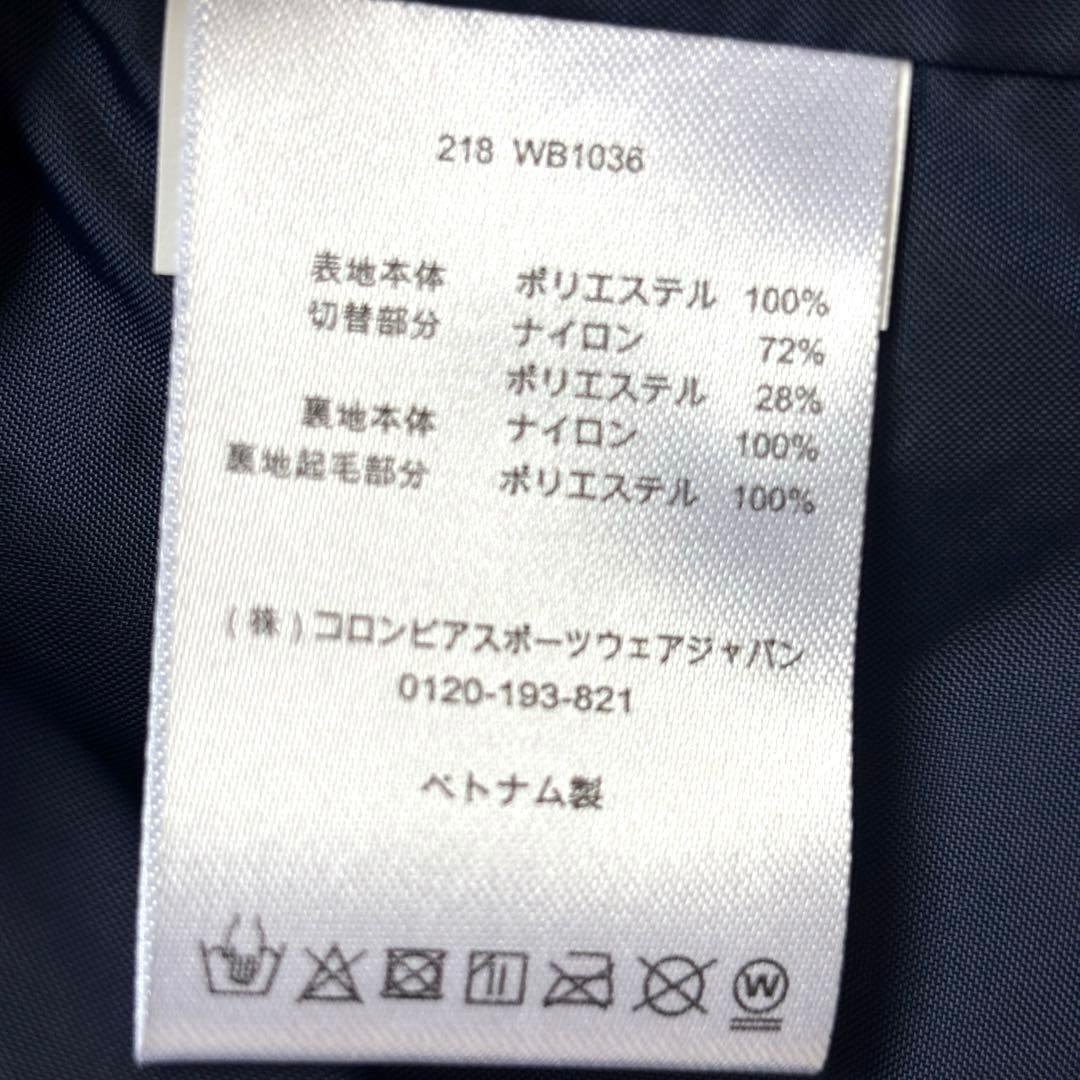 218 WB1036
表地本体 ポリエステル 100%
切替部分 ナイロン 72%
ポリエステル 28%
裏地本体 ナイロン 100%
裏地起毛部分 ポリエステル 100%
(株)コロンビアスポーツウェアジャパン
0120-193-821
ベトナム製
W